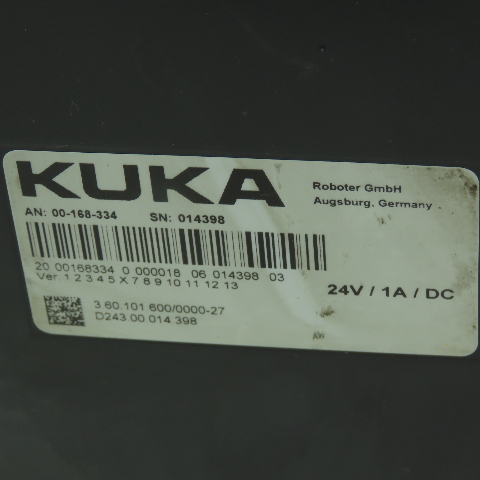 KUKA
Roboter GmbH
Augsburg, Germany
AN: 00-168-334 SN: 014398
20 00168334 0 000018 06 014398 03
Ver. 1 2 3 4 5 X 7 8 9 10 11 12 13
24V / 1A / DC
3.60.101.600/0000-27
D243.00.014.398